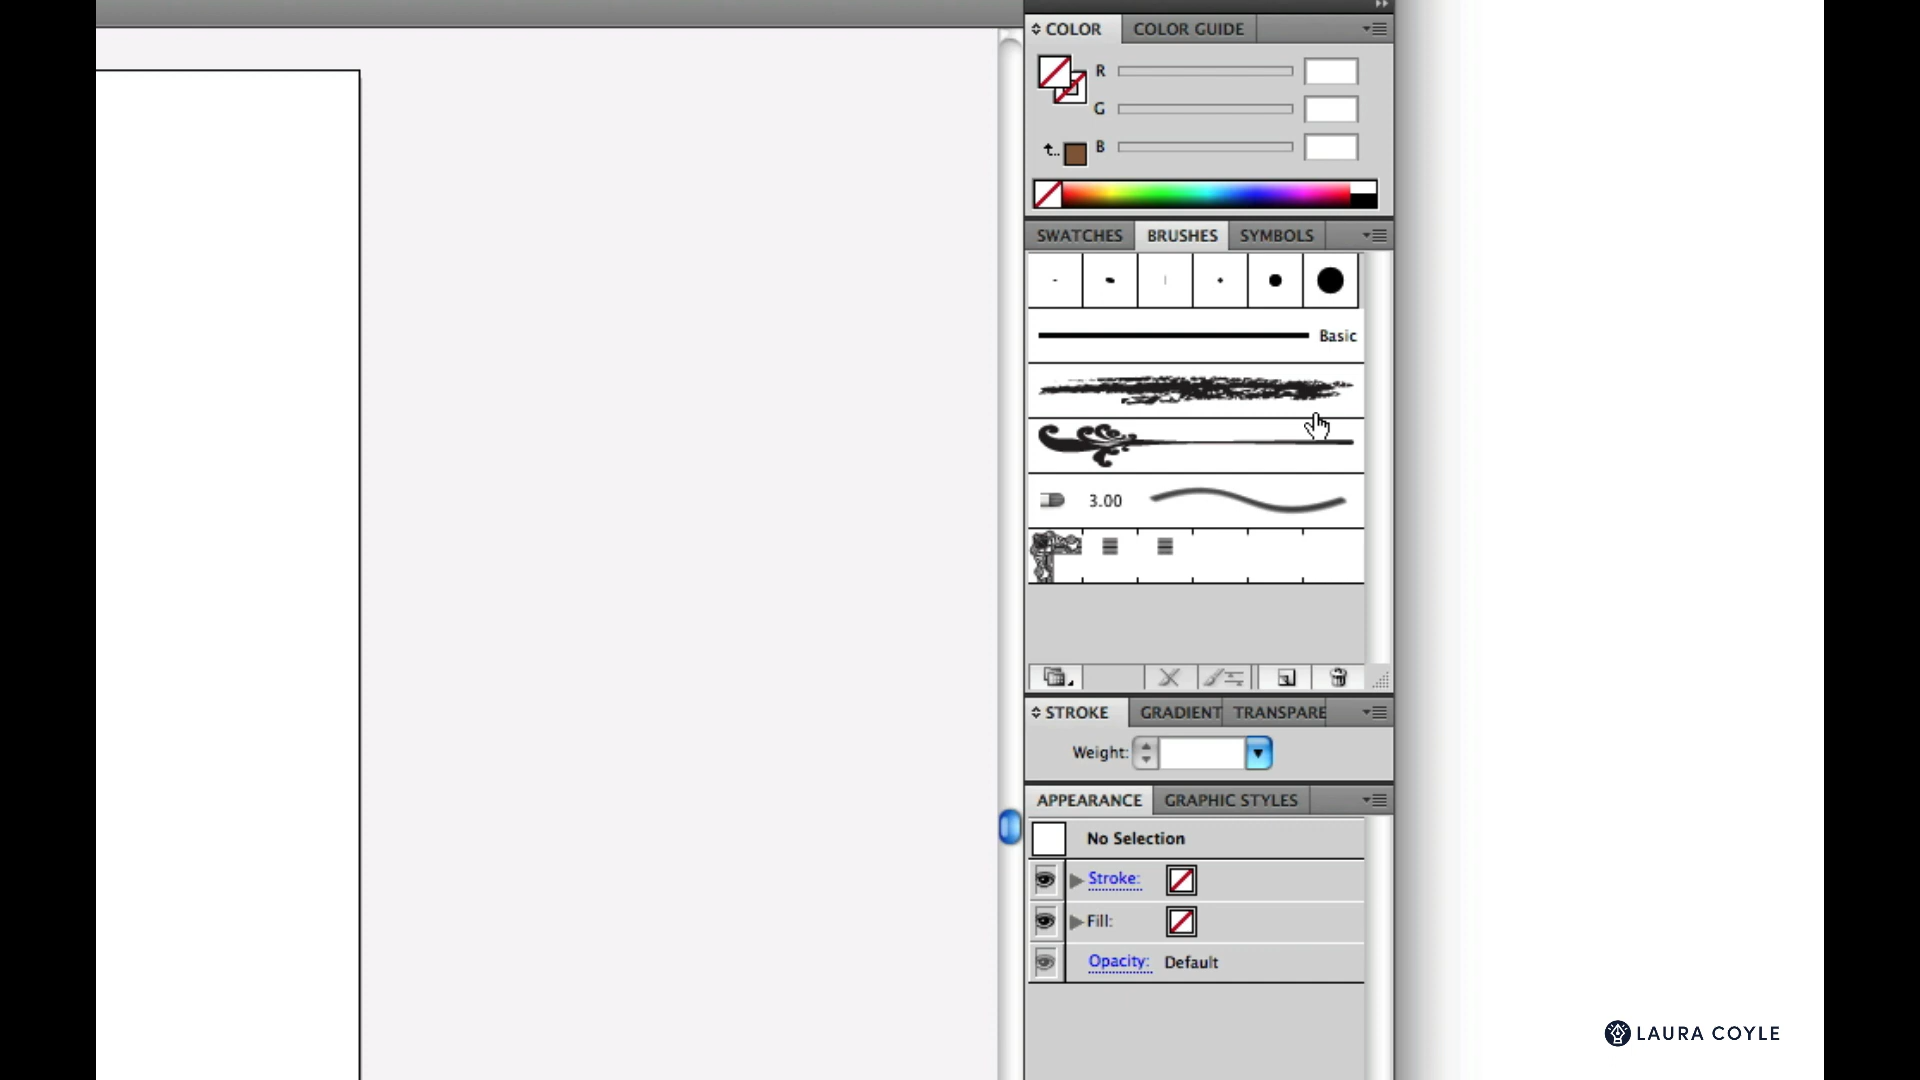 COLOR COLOR GUIDE
R
G
B
SWATCHES BRUSHES SYMBOLS
Basic
3.00
STROKE GRADIENT TRANSPARE
Weight:
APPEARANCE GRAPHIC STYLES
No Selection
Stroke:
Fill:
Opacity: Default
LAURA COYLE